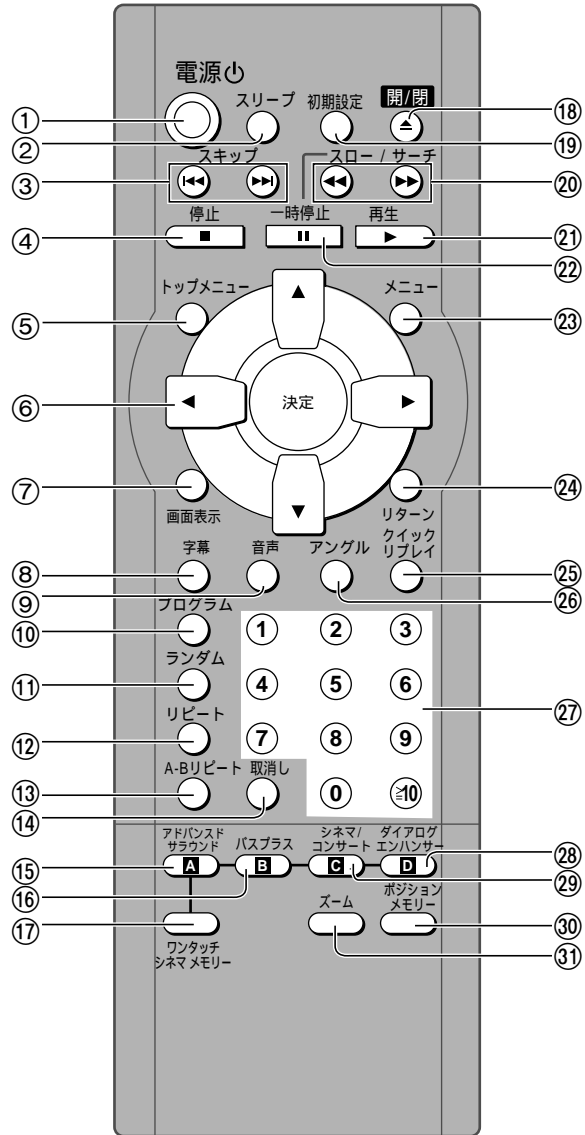 電源⏻
スリープ
初期設定
開/閉
①
②
⑱
⑲
スキップ
スロー / サーチ
③
⑳
停止
一時停止
再生
④
㉑
㉒
トップメニュー
メニュー
⑤
㉓
⑥
決定
⑦
㉔
画面表示
リターン
字幕
音声
アングル
クイック
リプレイ
⑧
⑨
㉕
㉖
プログラム
⑩
1 2 3
ランダム
⑪
4 5 6
㉗
リピート
⑫
7 8 9
A-Bリピート
取消し
⑬
⑭
0 ≧10
アドバンスド
サラウンド
バスプラス
シネマ/
コンサート
ダイアログ
エンハンサー
⑮
A B C D
㉘
⑯
㉙
ズーム
ポジション
メモリー
⑰
㉚
㉛
ワンタッチ
シネマ メモリー